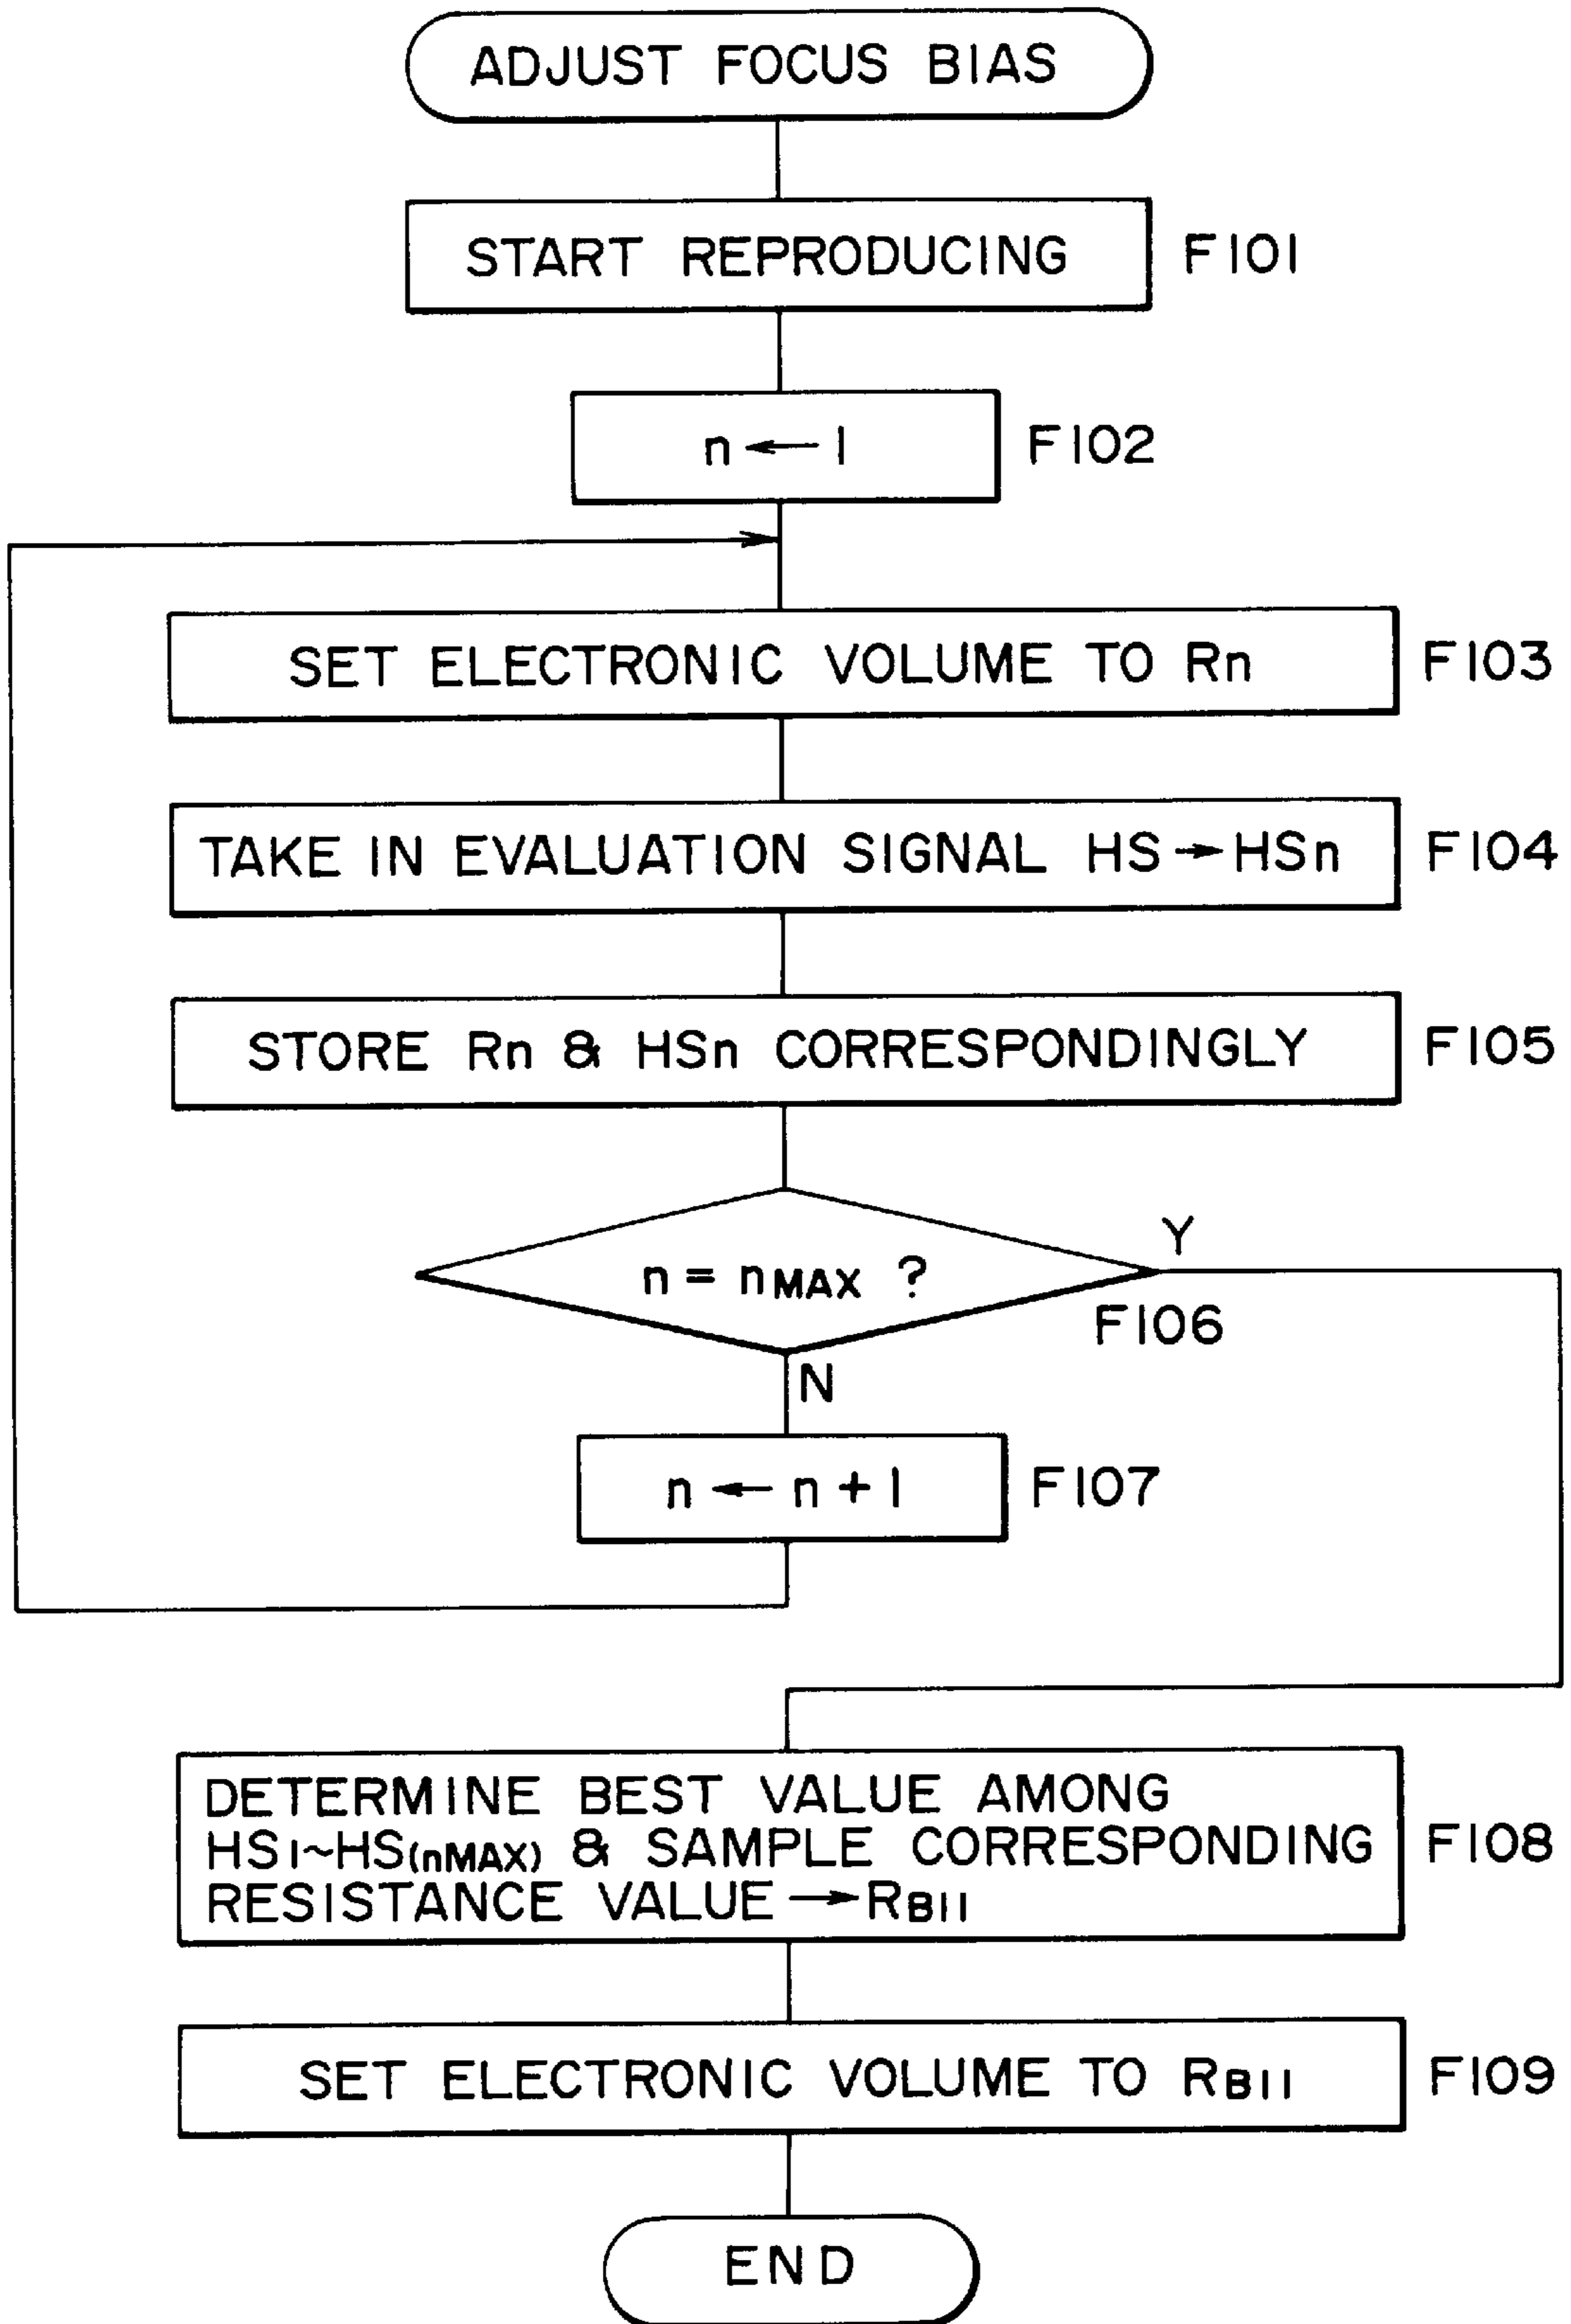 ADJUST FOCUS BIAS
START REPRODUCING F101
n ← 1 F102
SET ELECTRONIC VOLUME TO Rn F103
TAKE IN EVALUATION SIGNAL HS → HSn F104
STORE Rn & HSn CORRESPONDINGLY F105
Y
n = nMAX ?
F106
N
n ← n + 1 F107
DETERMINE BEST VALUE AMONG
HS1~HS(nMAX) & SAMPLE CORRESPONDING F108
RESISTANCE VALUE → RB11
SET ELECTRONIC VOLUME TO RB11 F109
END